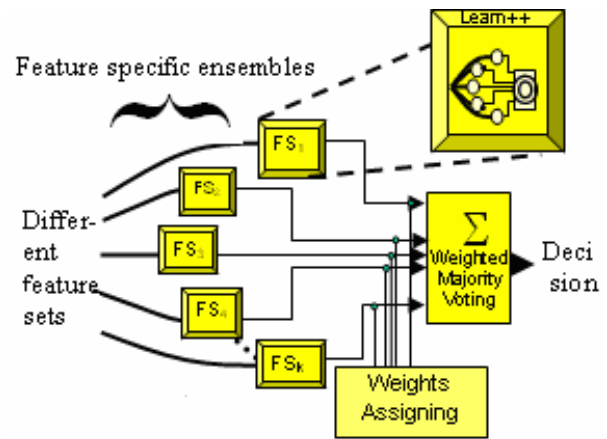 Learn++
Feature specific ensembles
FS₁
FS₂
Differ-
ent
feature
sets
FS₃
FS₄
FSₖ
Σ
Weighted
Majority
Voting
Deci
sion
Weights
Assigning